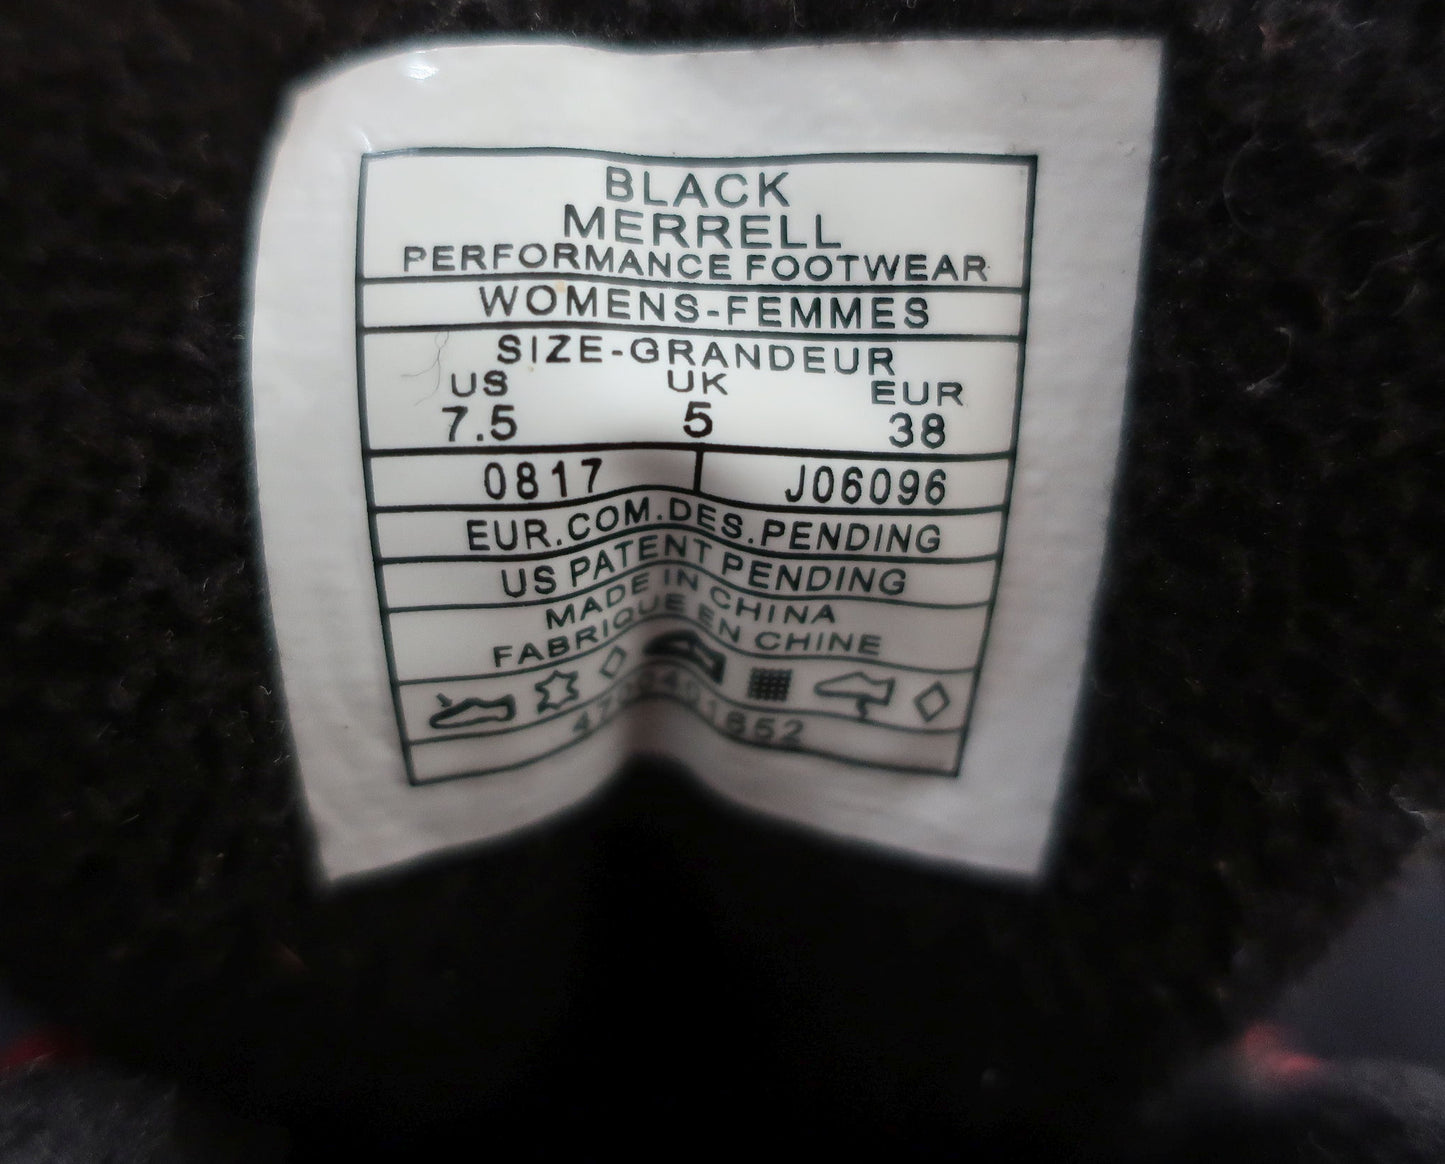 BLACK
MERRELL
PERFORMANCE FOOTWEAR
WOMENS-FEMMES
SIZE-GRANDEUR
US UK EUR
7.5 5 38
0817 J06096
EUR.COM.DES.PENDING
US PATENT PENDING
MADE IN CHINA
FABRIQUE EN CHINE